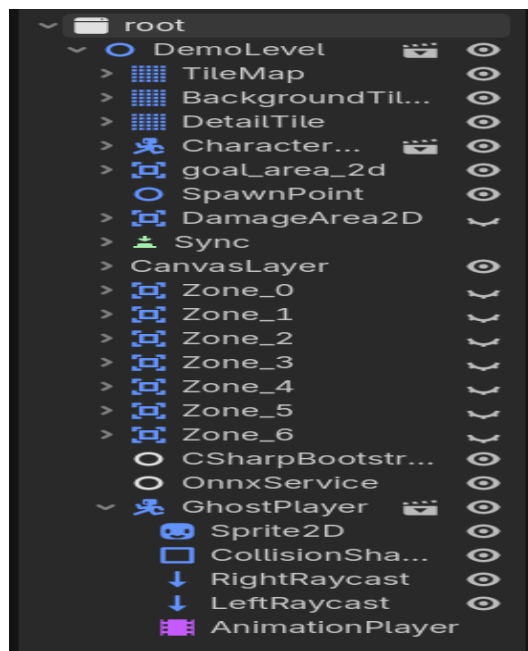 root
DemoLevel
TileMap
BackgroundTil...
DetailTile
Character...
goal_area_2d
SpawnPoint
DamageArea2D
Sync
CanvasLayer
Zone_0
Zone_1
Zone_2
Zone_3
Zone_4
Zone_5
Zone_6
CSharpBootstr...
OnnxService
GhostPlayer
Sprite2D
CollisionSha...
RightRaycast
LeftRaycast
AnimationPlayer